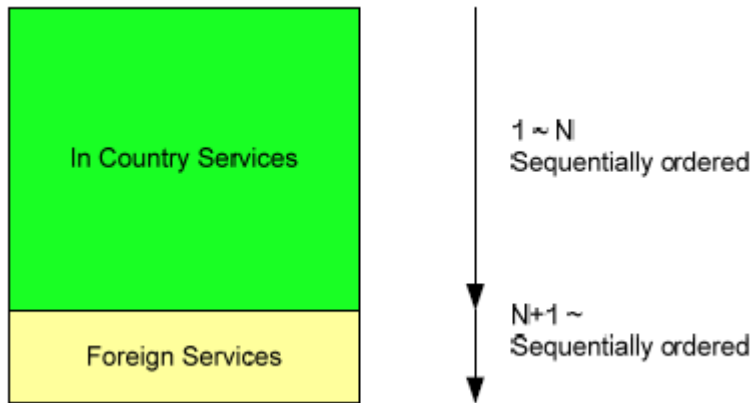 In Country Services
1 ~ N
Sequentially ordered
Foreign Services
N+1 ~
Sequentially ordered